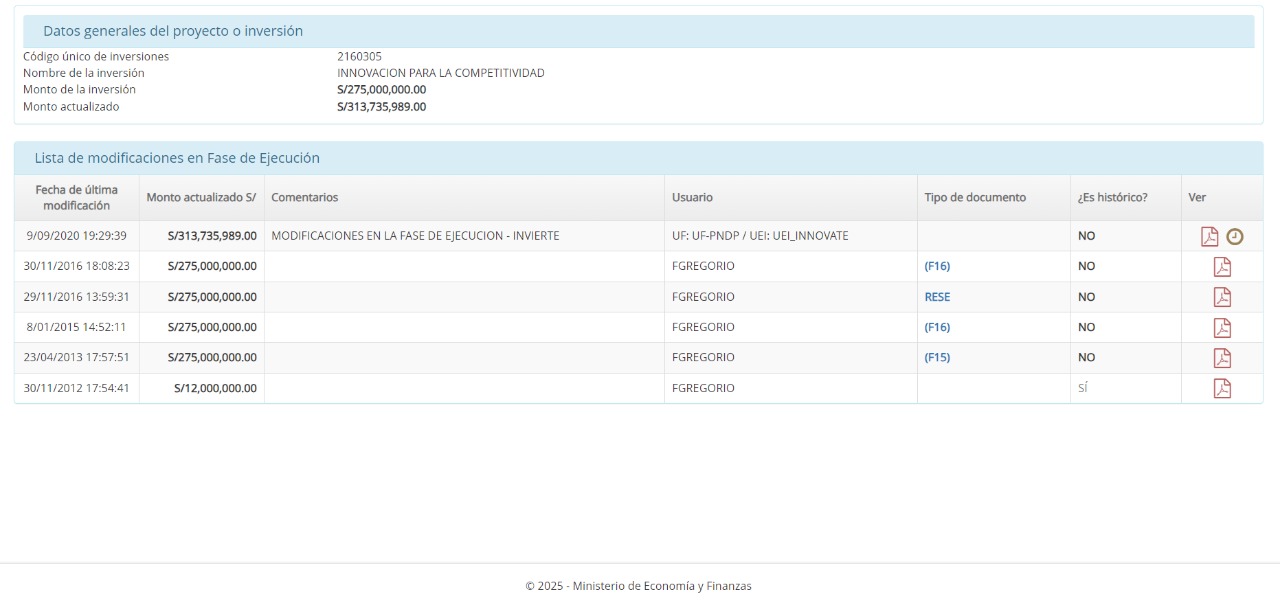 Datos generales del proyecto o inversión
Código único de inversiones 2160305
Nombre de la inversión INNOVACION PARA LA COMPETITIVIDAD
Monto de la inversión S/275,000,000.00
Monto actualizado S/313,735,989.00
Lista de modificaciones en Fase de Ejecución
Fecha de última modificación Monto actualizado S/ Comentarios Usuario Tipo de documento ¿Es histórico? Ver
9/09/2020 19:29:39 S/313,735,989.00 MODIFICACIONES EN LA FASE DE EJECUCION - INVIERTE UF: UF-PNDP / UEI: UEI_INNOVATE NO
30/11/2016 18:08:23 S/275,000,000.00 FGREGORIO (F16) NO
29/11/2016 13:59:31 S/275,000,000.00 FGREGORIO RESE NO
8/01/2015 14:52:11 S/275,000,000.00 FGREGORIO (F16) NO
23/04/2013 17:57:51 S/275,000,000.00 FGREGORIO (F15) NO
30/11/2012 17:54:41 S/12,000,000.00 FGREGORIO SÍ
© 2025 - Ministerio de Economía y Finanzas